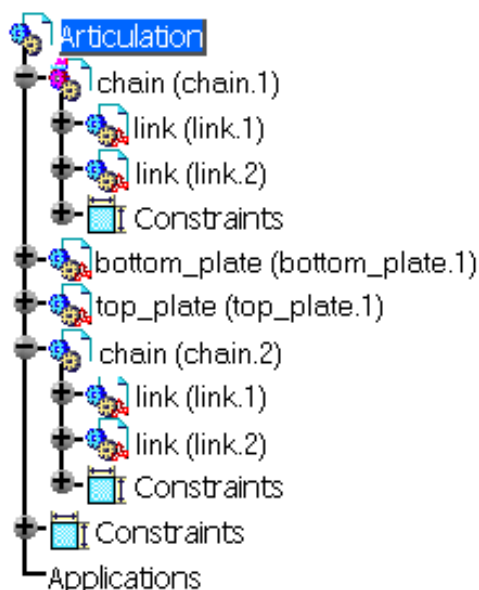 Articulation
chain (chain.1)
link (link.1)
link (link.2)
Constraints
bottom_plate (bottom_plate.1)
top_plate (top_plate.1)
chain (chain.2)
link (link.1)
link (link.2)
Constraints
Constraints
Applications